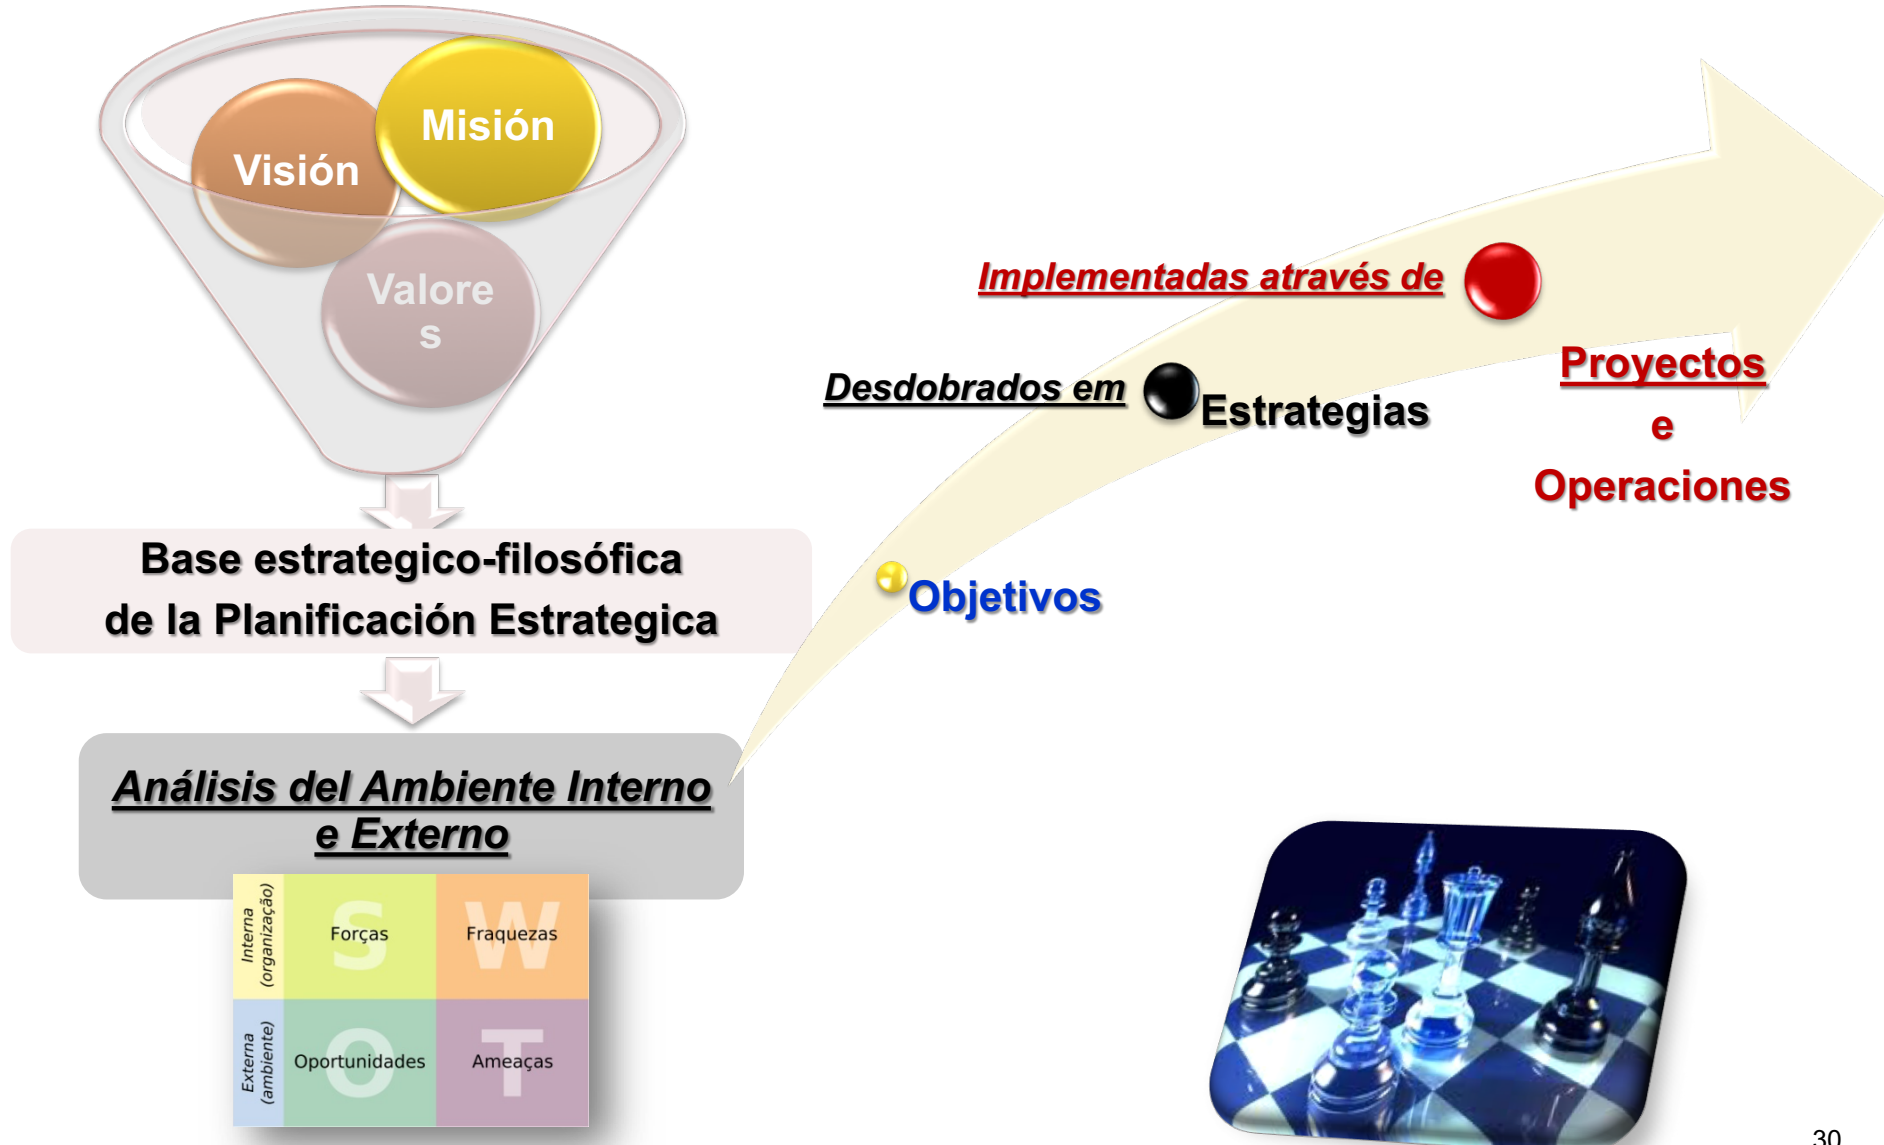 Misión
Visión
Valore
s
Base estrategico-filosófica
de la Planificación Estrategica
Análisis del Ambiente Interno
e Externo
Interna
(organização)
S
Forças
W
Fraquezas
Externa
(ambiente)
O
Oportunidades
T
Ameaças
Implementadas através de
Desdobrados em
Estrategias
Objetivos
Proyectos
e
Operaciones
30